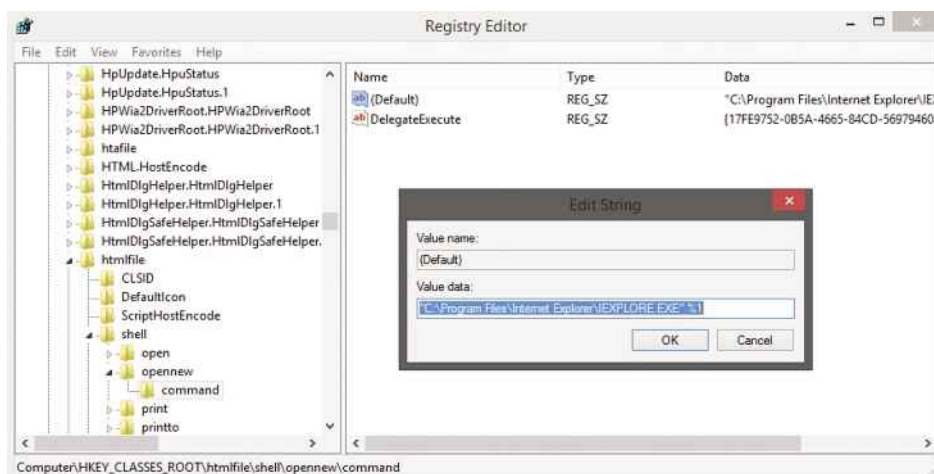 Registry Editor
File Edit View Favorites Help
HpUpdate.HpuStatus
HpUpdate.HpuStatus.1
HPWia2DriverRoot.HPWia2DriverRoot
HPWia2DriverRoot.HPWia2DriverRoot.1
htafile
HTML.HostEncode
HtmlDlgHelper.HtmlDlgHelper
HtmlDlgHelper.HtmlDlgHelper.1
HtmlDlgSafeHelper.HtmlDlgSafeHelper
HtmlDlgSafeHelper.HtmlDlgSafeHelper.
htmlfile
CLSID
DefaultIcon
ScriptHostEncode
shell
open
opennew
command
print
printto
Name Type Data
(Default) REG_SZ "C:\Program Files\Internet Explorer\IE
DelegateExecute REG_SZ {17FE9752-0B5A-4665-84CD-56979460
Edit String
Value name:
(Default)
Value data:
"C:\Program Files\Internet Explorer\IEXPLORE.EXE" %1
OK Cancel
Computer\HKEY_CLASSES_ROOT\htmlfile\shell\opennew\command